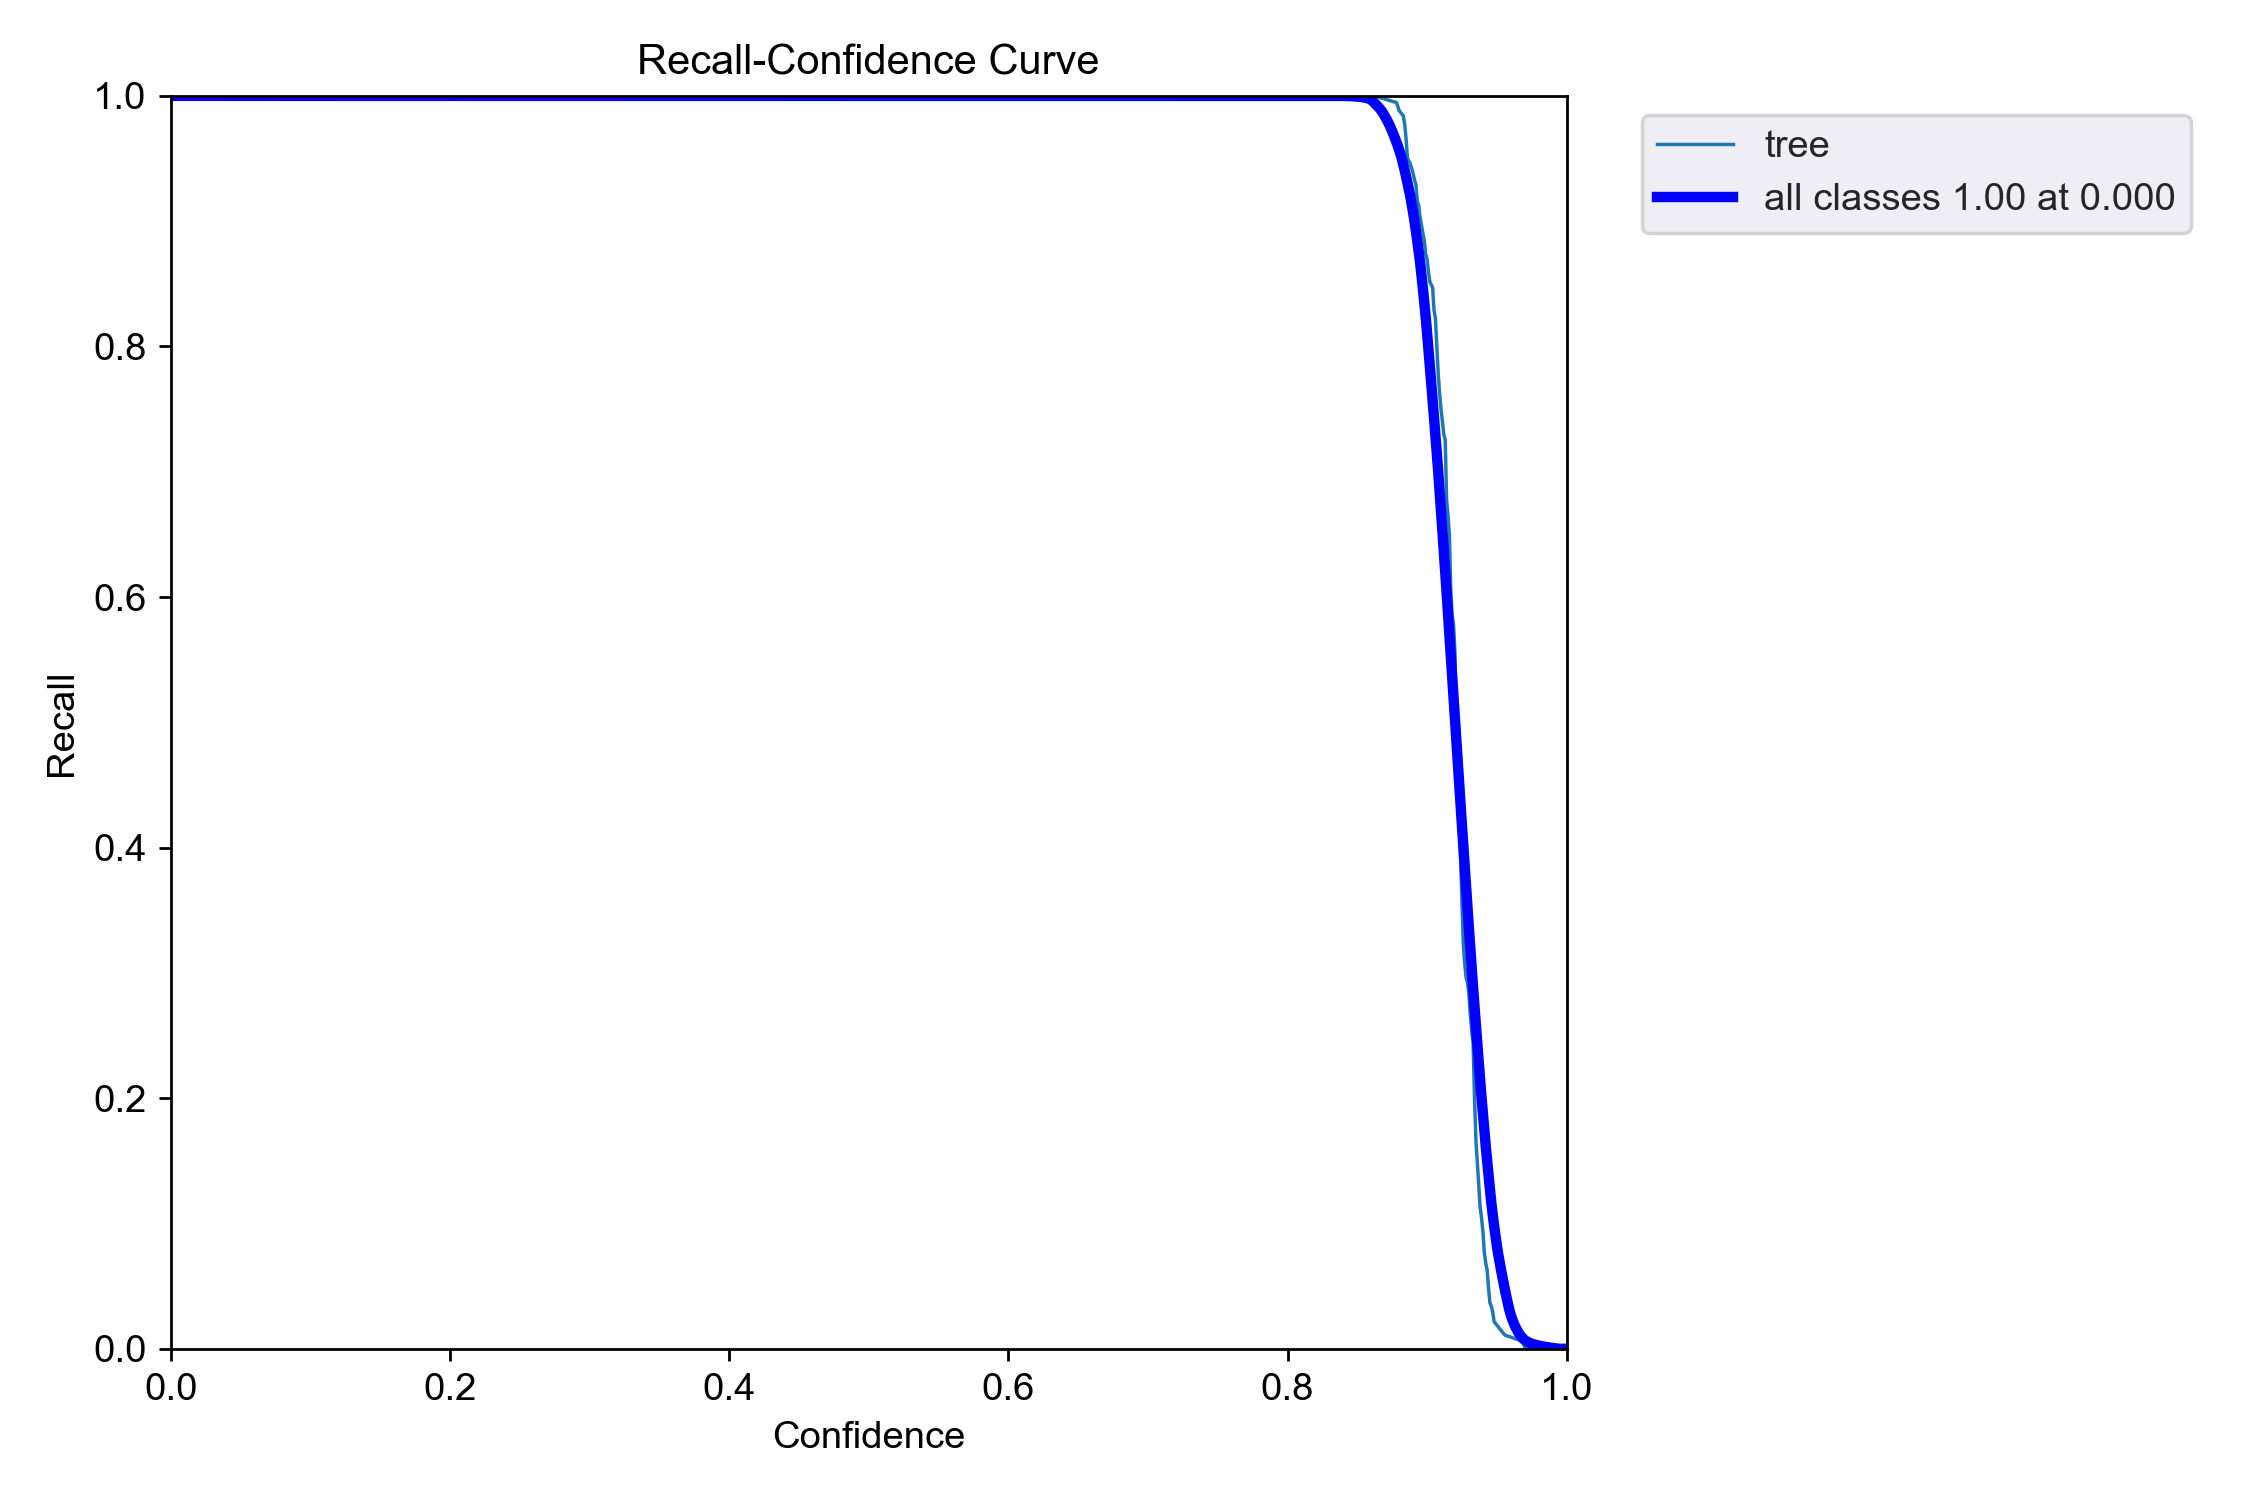 Recall-Confidence Curve
1.0
0.8
0.6
0.4
0.2
0.0
Recall
0.0 0.2 0.4 0.6 0.8 1.0
Confidence
tree
all classes 1.00 at 0.000